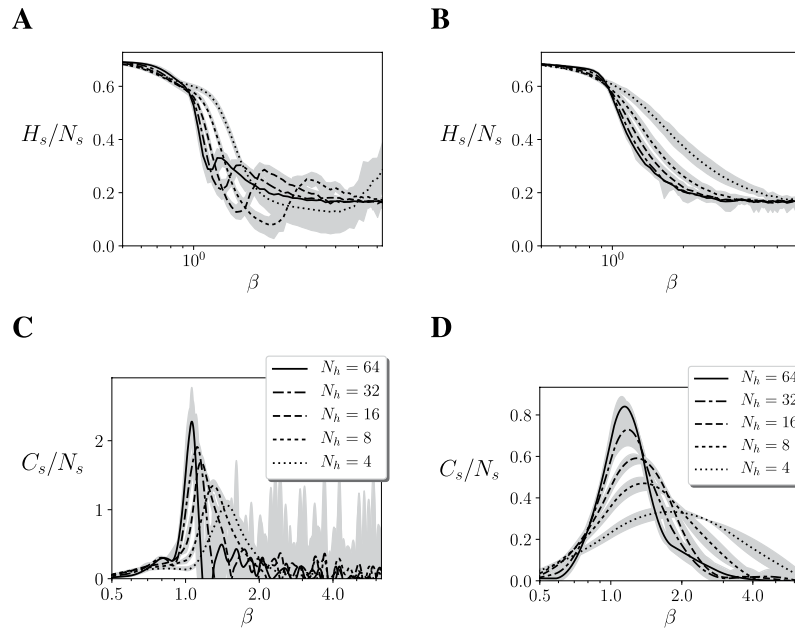 A
B
0.6
0.4
0.2
0.0
H_s/N_s
10^0
β
0.6
0.4
0.2
0.0
H_s/N_s
10^0
β
C
D
N_h = 64
N_h = 32
N_h = 16
N_h = 8
N_h = 4
2
1
0
C_s/N_s
0.5 1.0 2.0 4.0
β
N_h = 64
N_h = 32
N_h = 16
N_h = 8
N_h = 4
0.8
0.6
0.4
0.2
0.0
C_s/N_s
0.5 1.0 2.0 4.0
β